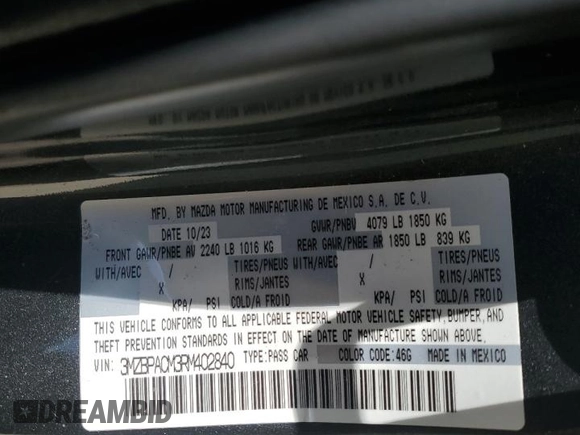 MFD. BY MAZDA MOTOR MANUFACTURING DE MEXICO S.A. DE C.V.
DATE 10/23 GVWR/PNBV 4079 LB 1850 KG
FRONT GAWR/PNBE AV 2240 LB 1016 KG REAR GAWR/PNBE AR 1850 LB 839 KG
WITH/AVEC / TIRES/PNEUS WITH/AVEC / TIRES/PNEUS
X RIMS/JANTES X RIMS/JANTES
KPA/ PSI COLD/A FROID KPA/ PSI COLD/A FROID
THIS VEHICLE CONFORMS TO ALL APPLICABLE FEDERAL MOTOR VEHICLE SAFETY, BUMPER, AND
THEFT PREVENTION STANDARDS IN EFFECT ON THE DATE OF MANUFACTURE SHOWN ABOVE.
VIN: 3MZBPACM3RM402840 TYPE:PASS CAR COLOR CODE:46G MADE IN MEXICO
DREAMBID